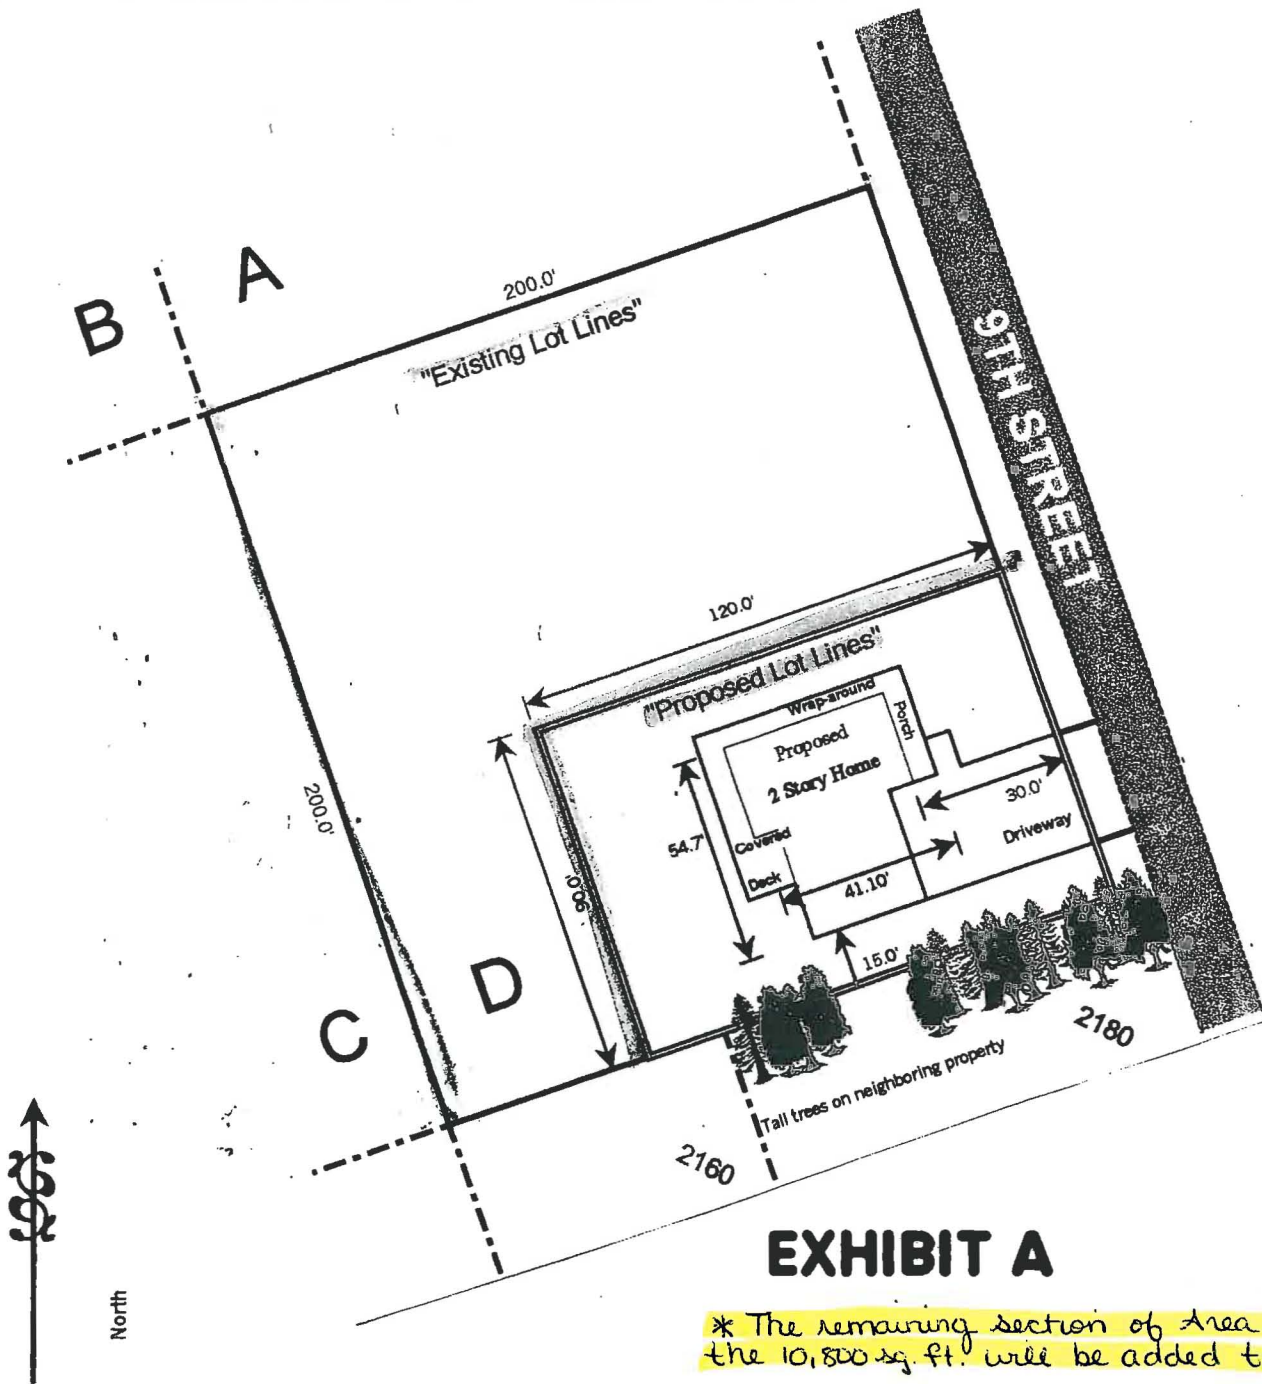 B
A
200.0'
"Existing Lot Lines"
9TH STREET
120.0'
"Proposed Lot Lines"
Wrap-around
Porch
Proposed
2 Story Home
200.0'
54.7'
30.0'
Driveway
Covered
Deck
41.10'
90.0'
15.0'
D
C
2180
Tall trees on neighboring property
2160
North
EXHIBIT A
* The remaining section of Area
the 10,800 sq. ft. will be added t